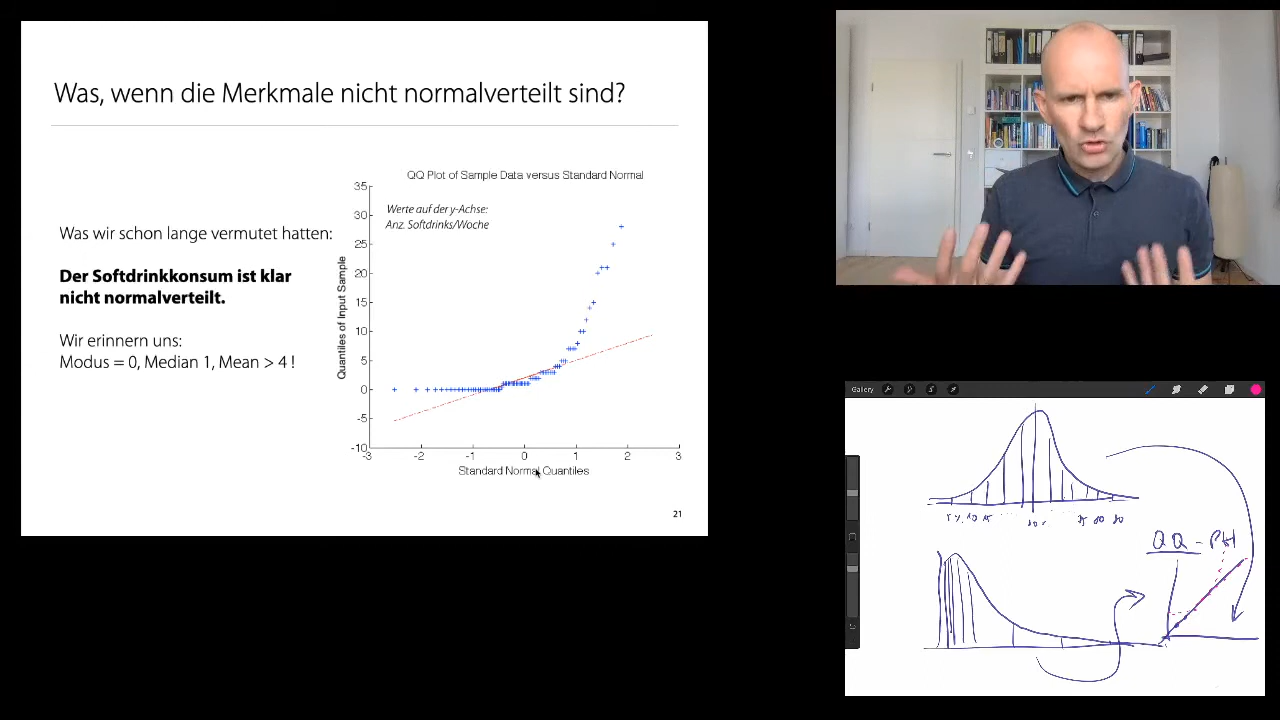 Was, wenn die Merkmale nicht normalverteilt sind?
Was wir schon lange vermutet hatten:
Der Softdrinkkonsum ist klar
nicht normalverteilt.
Wir erinnern uns:
Modus = 0, Median 1, Mean > 4 !
QQ Plot of Sample Data versus Standard Normal
Werte auf der y-Achse:
Anz. Softdrinks/Woche
Quantiles of Input Sample
35
30
25
20
15
10
5
0
-5
-10
-3 -2 -1 0 1 2 3
Standard Normal Quantiles
21
Gallery
QQ - Plot